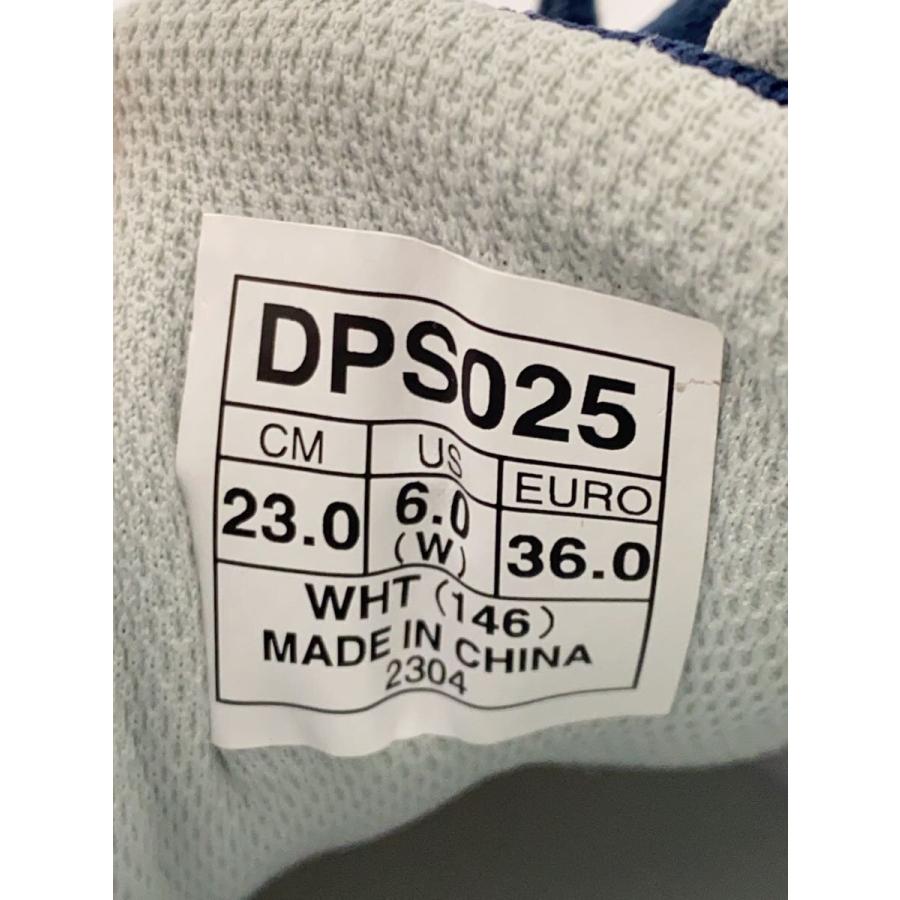 DPS025
CM US EURO
23.0 6.0 36.0
(W)
WHT (146)
MADE IN CHINA
2304